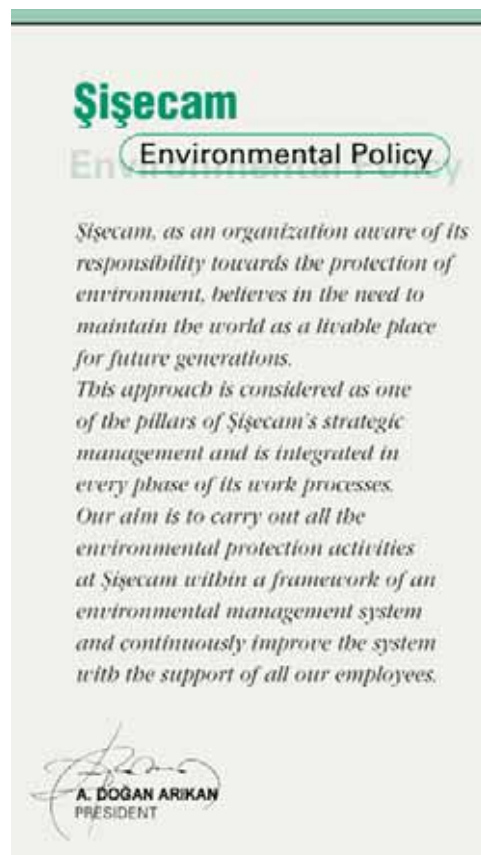 Şişecam
Environmental Policy
Environmental Policy
Şişecam, as an organization aware of its
responsibility towards the protection of
environment, believes in the need to
maintain the world as a livable place
for future generations.
This approach is considered as one
of the pillars of Şişecam's strategic
management and is integrated in
every phase of its work processes.
Our aim is to carry out all the
environmental protection activities
at Şişecam within a framework of an
environmental management system
and continuously improve the system
with the support of all our employees.
A. DOĞAN ARIKAN
PRESIDENT